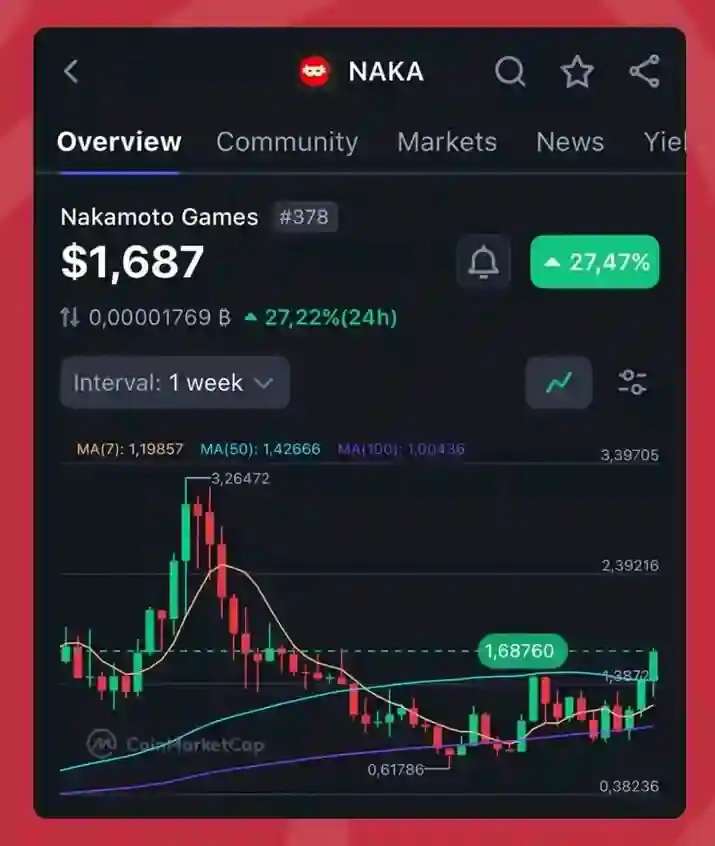 NAKA
Overview Community Markets News Yiel
Nakamoto Games #378
$1,687
27,47%
0,00001769 ₿ 27,22%(24h)
Interval: 1 week
MA(7): 1,19857 MA(50): 1,42666 MA(100): 1,00436
3,39705
3,26472
2,39216
1,68760
1,38727
CoinMarketCap
0,61786
0,38236